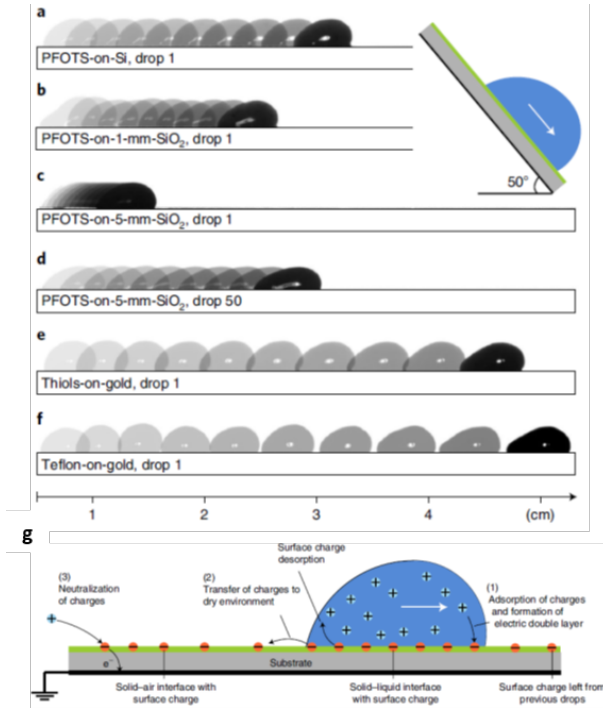 a
PFOTS-on-Si, drop 1
b
PFOTS-on-1-mm-SiO₂, drop 1
50°
c
PFOTS-on-5-mm-SiO₂, drop 1
d
PFOTS-on-5-mm-SiO₂, drop 50
e
Thiols-on-gold, drop 1
f
Teflon-on-gold, drop 1
1 2 3 4 (cm)
g
Surface charge
desorption
(3)
Neutralization
of charges
(2)
Transfer of charges to
dry environment
(1)
Adsorption of charges
and formation of
electric double layer
e⁻
Substrate
Solid–air interface with
surface charge
Solid–liquid interface
with surface charge
Surface charge left from
previous drops